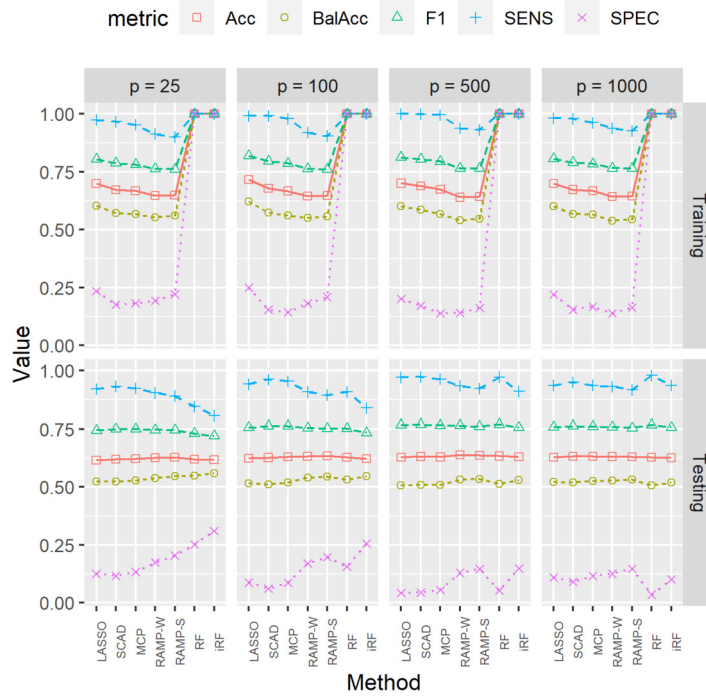 metric Acc BalAcc F1 SENS SPEC
p = 25 p = 100 p = 500 p = 1000
1.00
0.75
0.50
0.25
0.00
Training
Value
1.00
0.75
0.50
0.25
0.00
Testing
LASSO SCAD MCP RAMP-W RAMP-S RF iRF LASSO SCAD MCP RAMP-W RAMP-S RF iRF LASSO SCAD MCP RAMP-W RAMP-S RF iRF LASSO SCAD MCP RAMP-W RAMP-S RF iRF
Method